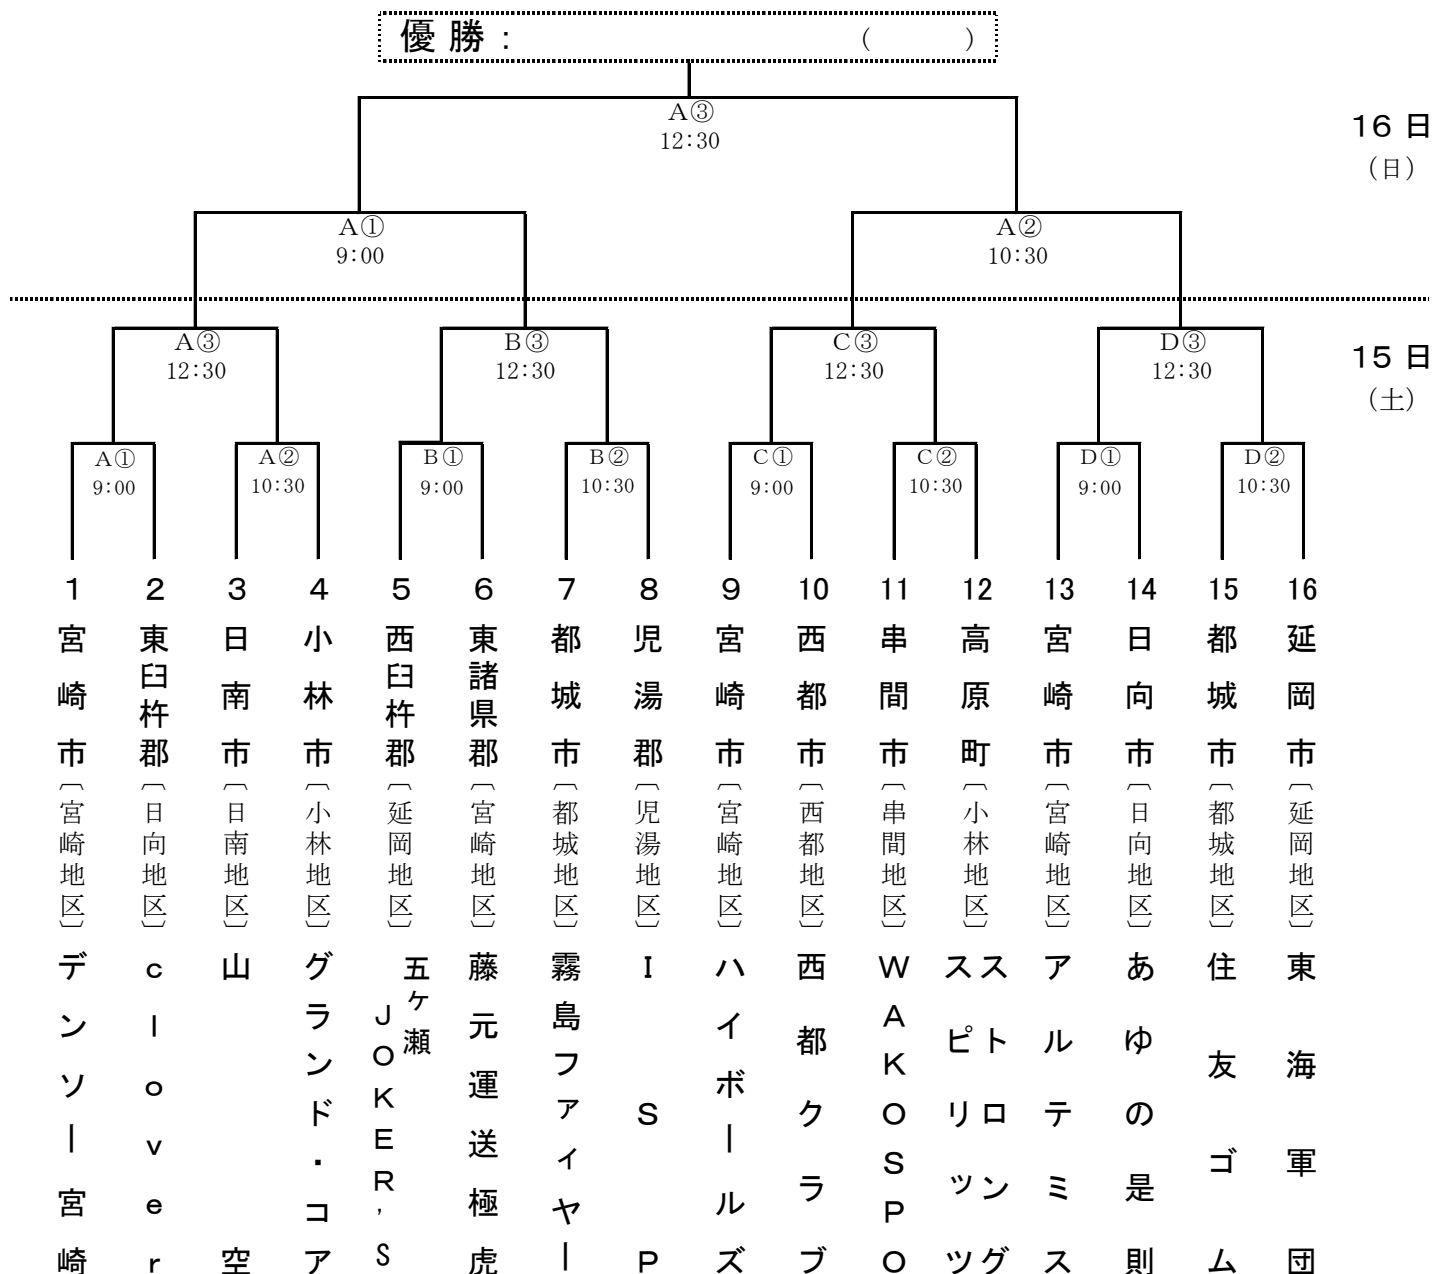 優勝： （ ）
A③
12:30
16日
（日）
A①
9:00
A②
10:30
A③
12:30
B③
12:30
C③
12:30
D③
12:30
15日
（土）
A①
9:00
A②
10:30
B①
9:00
B②
10:30
C①
9:00
C②
10:30
D①
9:00
D②
10:30
1 宮崎市〔宮崎地区〕デンソー宮崎
2 東臼杵郡〔日向地区〕clover
3 日南市〔日南地区〕山空
4 小林市〔小林地区〕グランド・コア
5 西臼杵郡〔延岡地区〕五ケ瀬JOKER'S
6 東諸県郡〔宮崎地区〕藤元運送極虎
7 都城市〔都城地区〕霧島ファイヤー
8 児湯郡〔児湯地区〕ISP
9 宮崎市〔宮崎地区〕ハイボールズ
10 西都市〔西都地区〕西都クラブ
11 串間市〔串間地区〕WAKOSPO
12 高原町〔小林地区〕ストロングスピリッツ
13 宮崎市〔宮崎地区〕アルテミス
14 日向市〔日向地区〕あゆの是則
15 都城市〔都城地区〕住友ゴム
16 延岡市〔延岡地区〕東海軍団